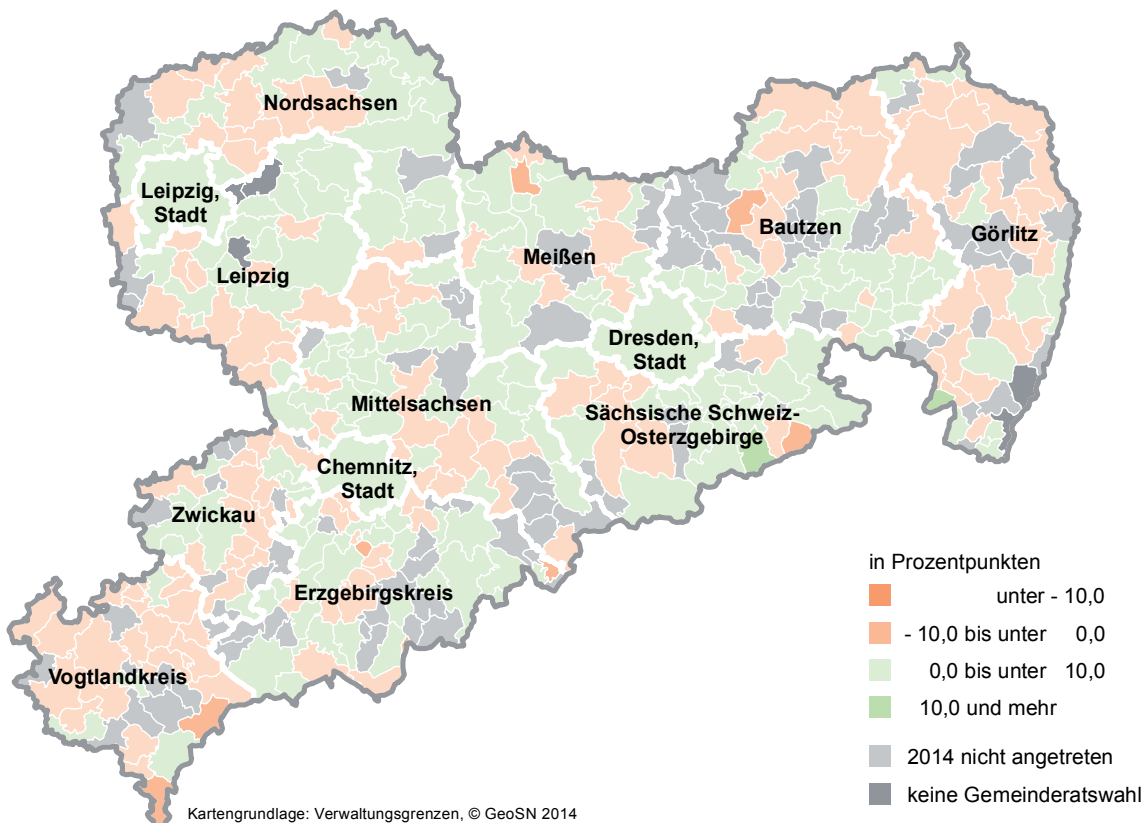 Nordsachsen
Leipzig,
Stadt
Leipzig
Meißen
Bautzen
Görlitz
Dresden,
Stadt
Mittelsachsen
Sächsische Schweiz-
Osterzgebirge
Chemnitz,
Stadt
Zwickau
Erzgebirgskreis
Vogtlandkreis
in Prozentpunkten
unter - 10,0
- 10,0 bis unter 0,0
0,0 bis unter 10,0
10,0 und mehr
2014 nicht angetreten
keine Gemeinderatswahl
Kartengrundlage: Verwaltungsgrenzen, © GeoSN 2014